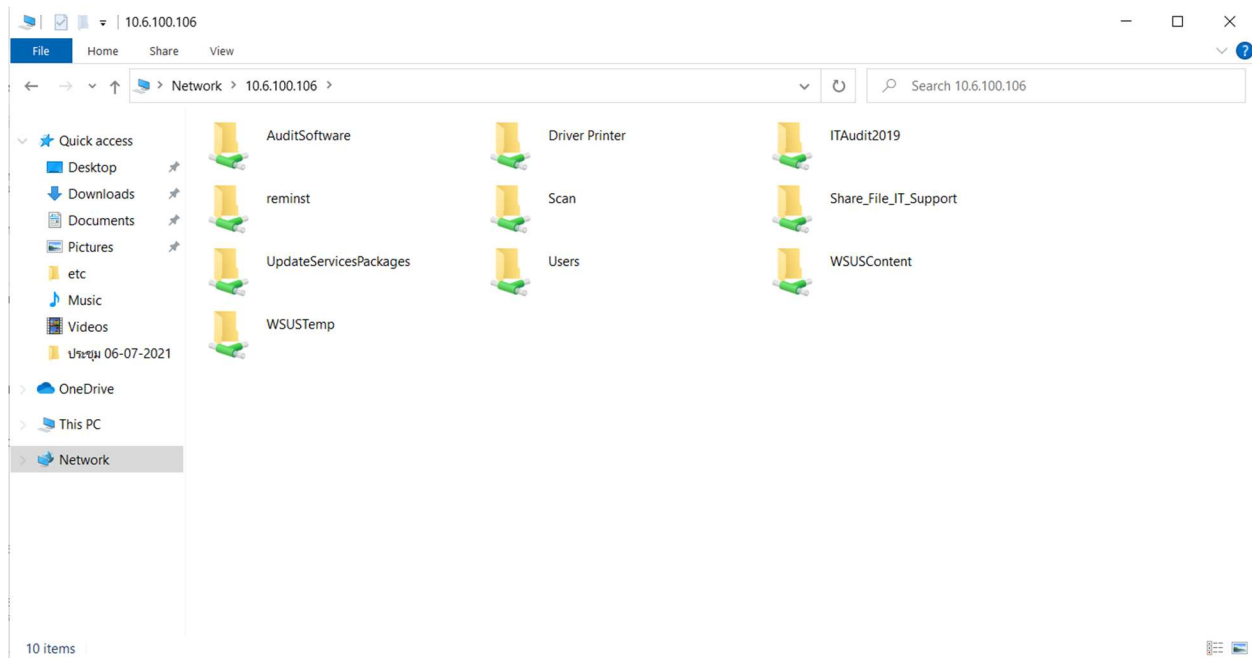 10.6.100.106
File Home Share View
Network > 10.6.100.106 >
Search 10.6.100.106
Quick access
Desktop
Downloads
Documents
Pictures
etc
Music
Videos
ประชุม 06-07-2021
OneDrive
This PC
Network
AuditSoftware Driver Printer ITAudit2019
reminst Scan Share_File_IT_Support
UpdateServicesPackages Users WSUSContent
WSUSTemp
10 items